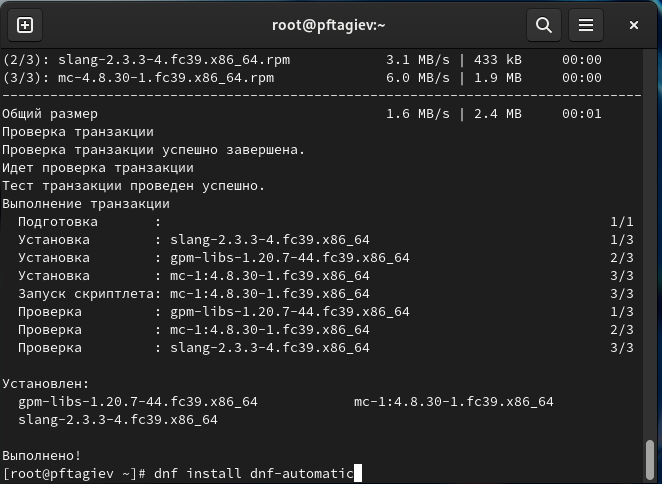 root@pftagiev:~
(2/3): slang-2.3.3-4.fc39.x86_64.rpm 3.1 MB/s | 433 kB 00:00
(3/3): mc-4.8.30-1.fc39.x86_64.rpm 6.0 MB/s | 1.9 MB 00:00
--------------------------------------------------------------------------------
Общий размер 1.6 MB/s | 2.4 MB 00:01
Проверка транзакции
Проверка транзакции успешно завершена.
Идет проверка транзакции
Тест транзакции проведен успешно.
Выполнение транзакции
Подготовка : 1/1
Установка : slang-2.3.3-4.fc39.x86_64 1/3
Установка : gpm-libs-1.20.7-44.fc39.x86_64 2/3
Установка : mc-1:4.8.30-1.fc39.x86_64 3/3
Запуск скриптлета: mc-1:4.8.30-1.fc39.x86_64 3/3
Проверка : gpm-libs-1.20.7-44.fc39.x86_64 1/3
Проверка : mc-1:4.8.30-1.fc39.x86_64 2/3
Проверка : slang-2.3.3-4.fc39.x86_64 3/3
Установлен:
gpm-libs-1.20.7-44.fc39.x86_64 mc-1:4.8.30-1.fc39.x86_64
slang-2.3.3-4.fc39.x86_64
Выполнено!
[root@pftagiev ~]# dnf install dnf-automatic